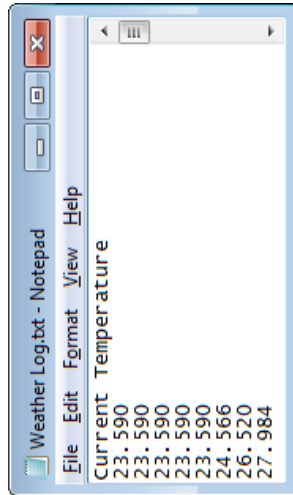 Weather Log.txt - Notepad
File Edit Format View Help
Current Temperature
23.590
23.590
23.590
23.590
23.590
24.566
26.520
27.984